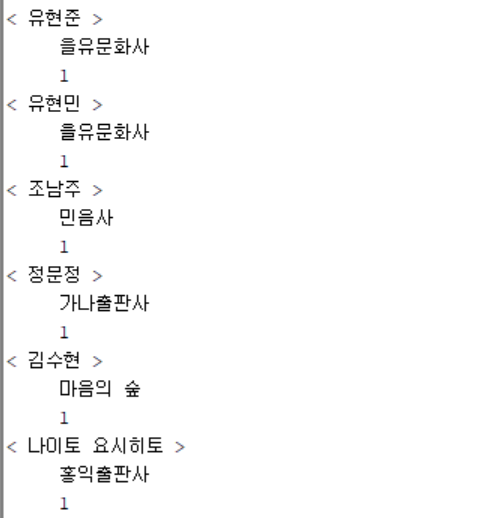 < 유현준 >
을유문화사
1
< 유현민 >
을유문화사
1
< 조남주 >
민음사
1
< 정문정 >
가나출판사
1
< 김수현 >
마음의 숲
1
< 나이토 요시히토 >
홍익출판사
1